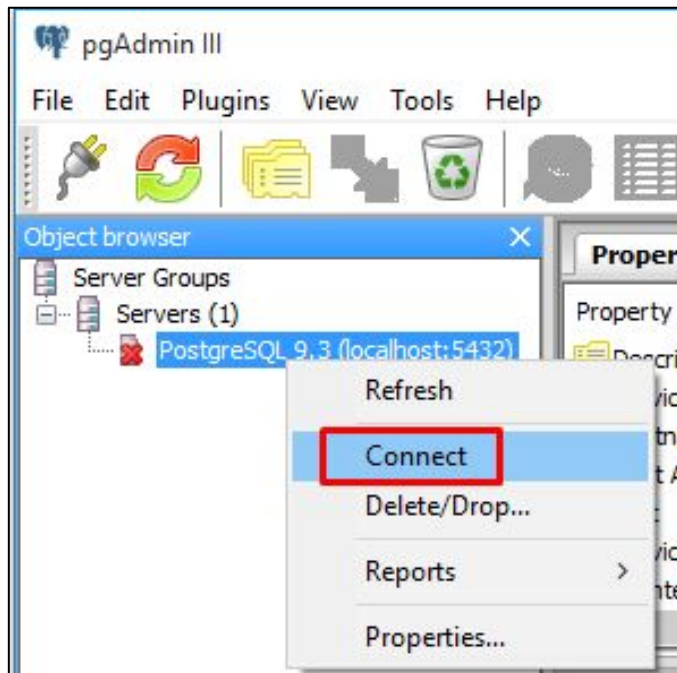 pgAdmin III
File Edit Plugins View Tools Help
Object browser
Proper
Server Groups
Servers (1)
Property
PostgreSQL 9.3 (localhost:5432)
Descri
Refresh
Connect
Delete/Drop...
Reports
Properties...